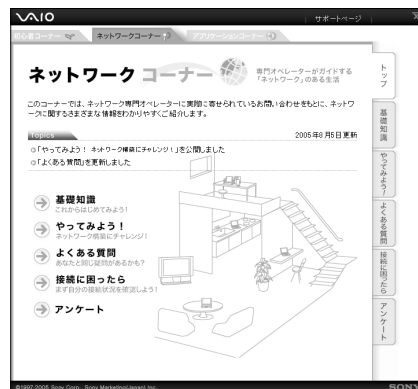 VAIO
サポートページ
初心者コーナー
ネットワークコーナー
アプリケーションコーナー
ネットワーク コーナー
専門オペレーターがガイドする
「ネットワーク」のある生活
このコーナーでは、ネットワーク専門オペレーターに実際に寄せられているお問い合わせをもとに、ネットワ
ークに関するさまざまな情報をわかりやすくご紹介します。
Topics
2005年8月5日更新
「やってみよう! ネットワーク構築にチャレンジ!」を公開しました
「よくある質問」を更新しました
基礎知識
これからはじめてみよう!
やってみよう!
ネットワーク構築にチャレンジ!
よくある質問
あなたと同じ疑問があるかも?
接続に困ったら
まず自分の接続状況を確認しよう!
アンケート
トップ
基礎知識
やってみよう!
よくある質問
接続に困ったら
アンケート
©1997,2005 Sony Corp., Sony Marketing(Japan) Inc.
SONY